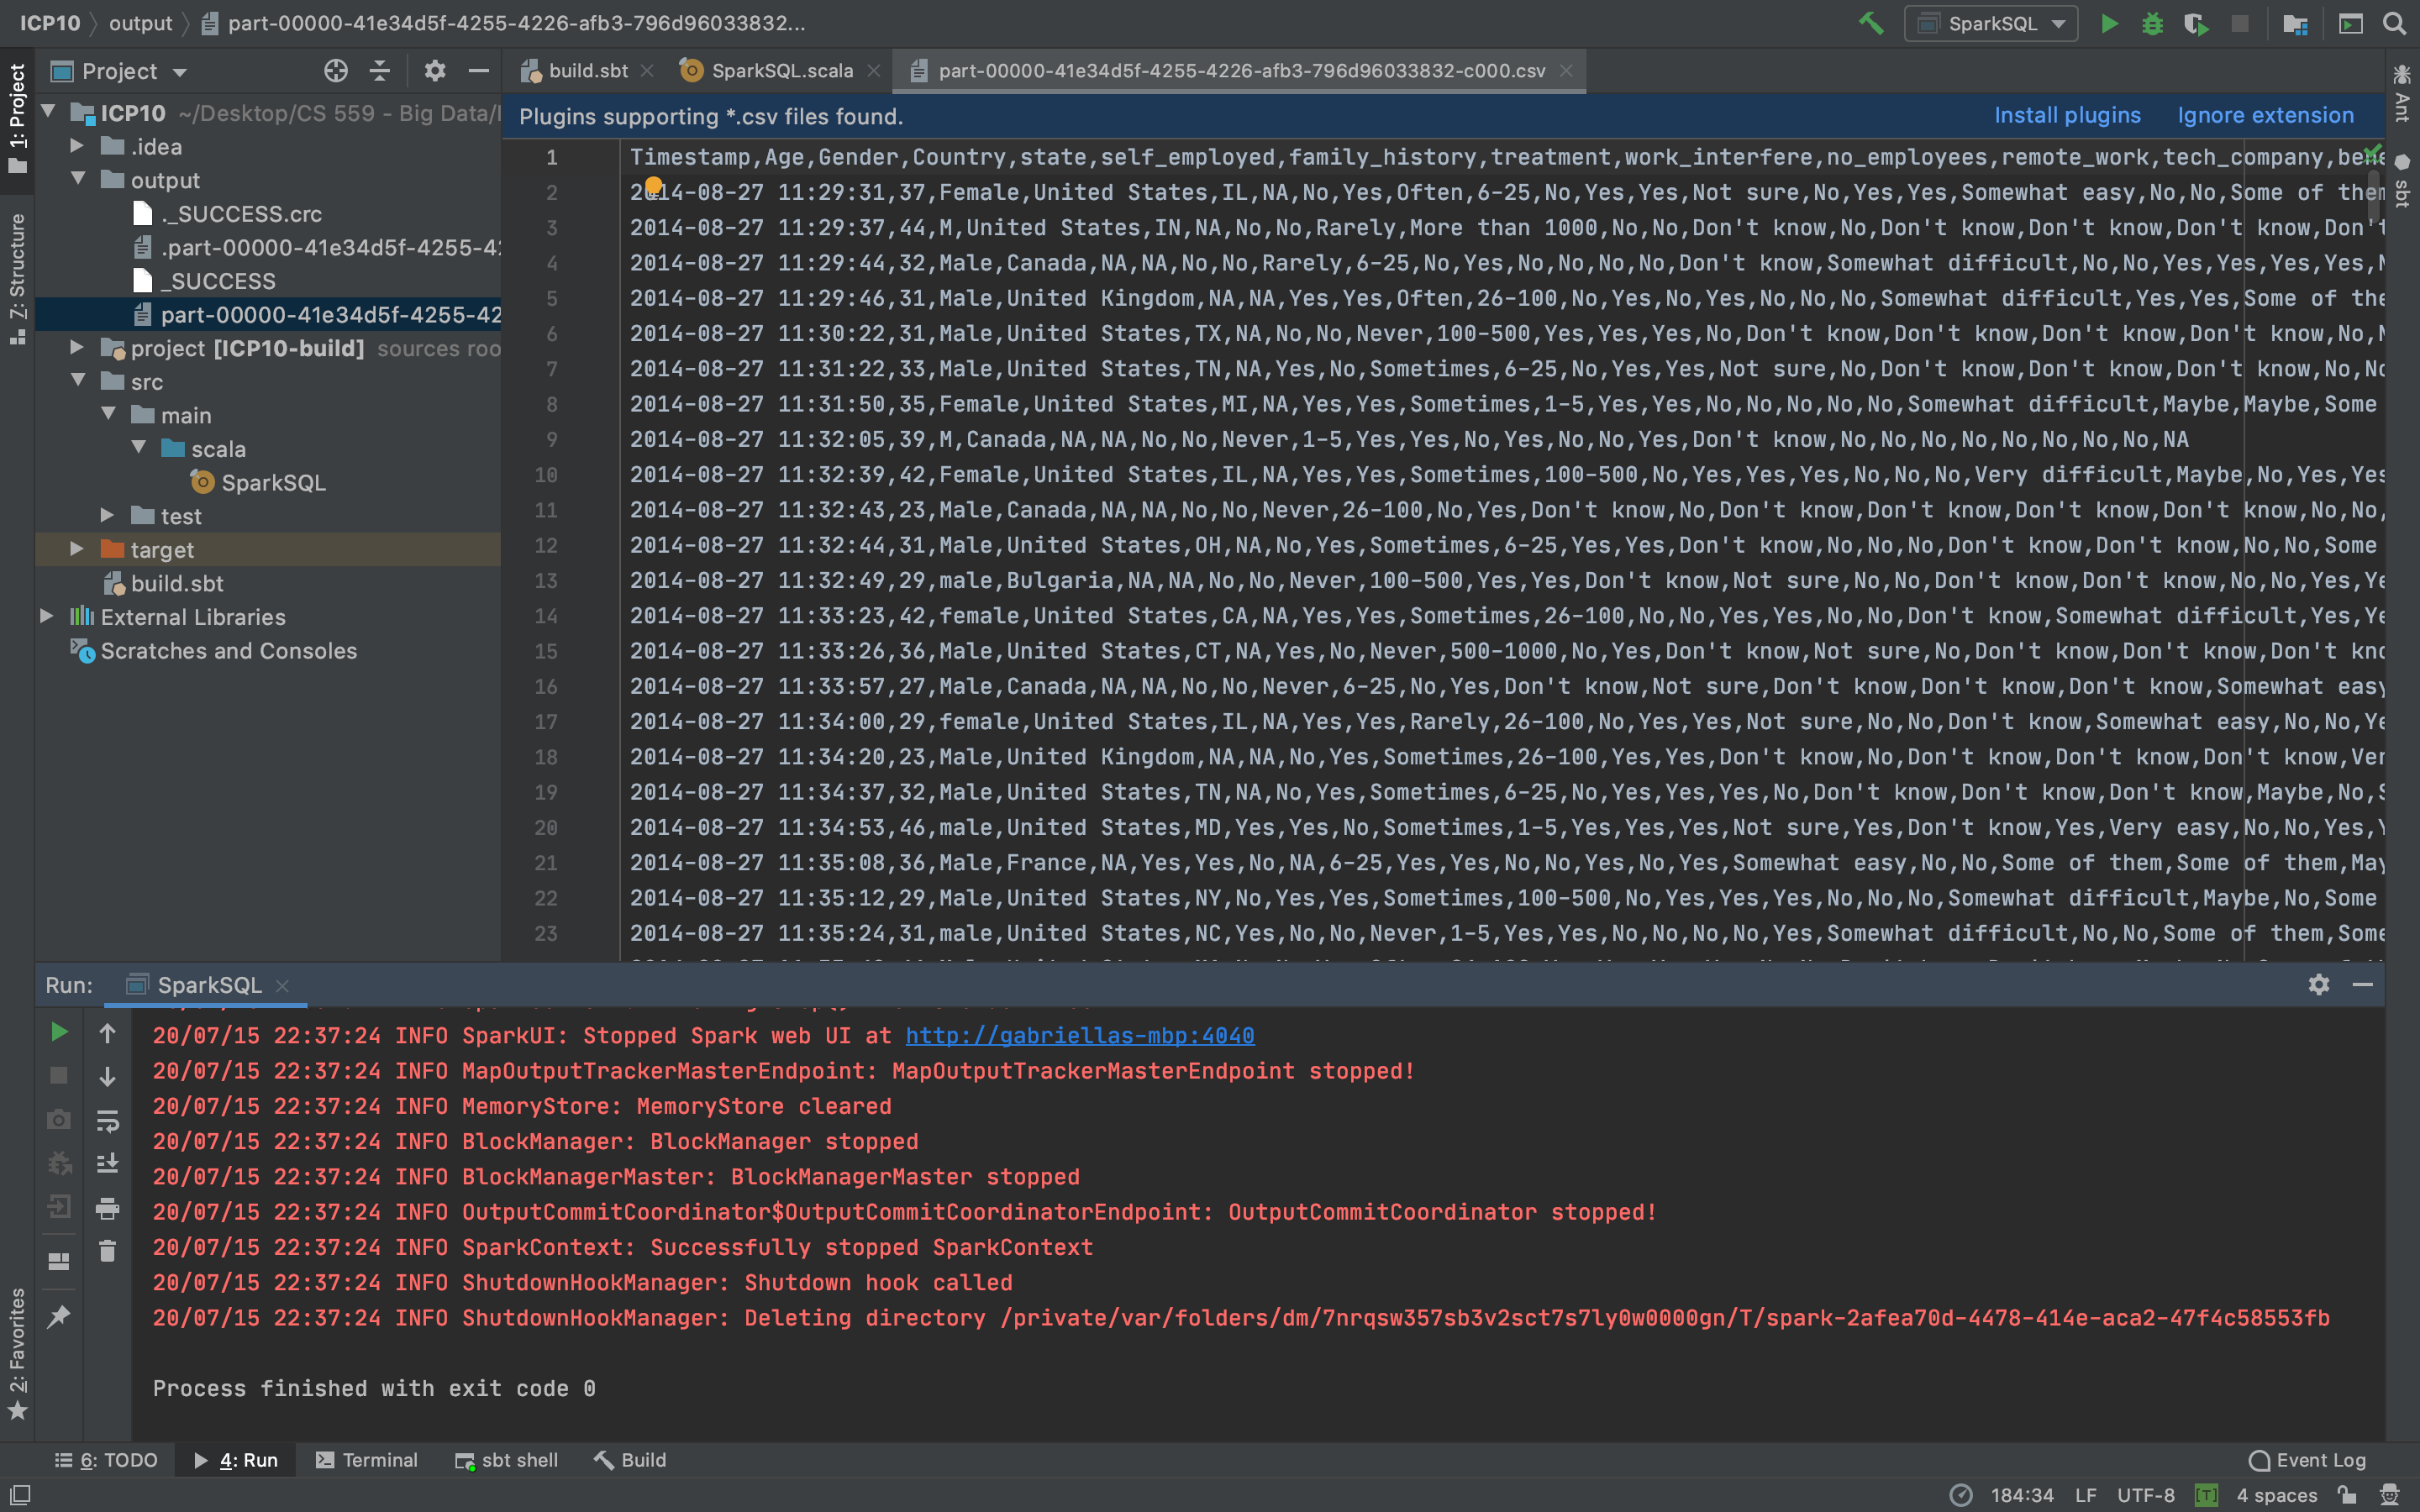 ICP10 output part-00000-41e34d5f-4255-4226-afb3-796d96033832...
SparkSQL
1: Project
Z: Structure
2: Favorites
Project
ICP10 ~/Desktop/CS 559 - Big Data/
.idea
output
._SUCCESS.crc
.part-00000-41e34d5f-4255-42
_SUCCESS
part-00000-41e34d5f-4255-42
project [ICP10-build] sources roo
src
main
scala
SparkSQL
test
target
build.sbt
External Libraries
Scratches and Consoles
build.sbt SparkSQL.scala part-00000-41e34d5f-4255-4226-afb3-796d96033832-c000.csv
Plugins supporting *.csv files found. Install plugins Ignore extension
1 Timestamp,Age,Gender,Country,state,self_employed,family_history,treatment,work_interfere,no_employees,remote_work,tech_company,bene
2 2014-08-27 11:29:31,37,Female,United States,IL,NA,No,Yes,Often,6-25,No,Yes,Yes,Not sure,No,Yes,Yes,Somewhat easy,No,No,Some of them
3 2014-08-27 11:29:37,44,M,United States,IN,NA,No,No,Rarely,More than 1000,No,No,Don't know,No,Don't know,Don't know,Don't know,Don't
4 2014-08-27 11:29:44,32,Male,Canada,NA,NA,No,No,Rarely,6-25,No,Yes,No,No,No,No,Don't know,Somewhat difficult,No,No,Yes,Yes,Yes,Yes,N
5 2014-08-27 11:29:46,31,Male,United Kingdom,NA,NA,Yes,Yes,Often,26-100,No,Yes,No,Yes,No,No,No,Somewhat difficult,Yes,Yes,Some of the
6 2014-08-27 11:30:22,31,Male,United States,TX,NA,No,No,Never,100-500,Yes,Yes,Yes,No,Don't know,Don't know,Don't know,Don't know,No,N
7 2014-08-27 11:31:22,33,Male,United States,TN,NA,Yes,No,Sometimes,6-25,No,Yes,Yes,Not sure,No,Don't know,Don't know,Don't know,No,No
8 2014-08-27 11:31:50,35,Female,United States,MI,NA,Yes,Yes,Sometimes,1-5,Yes,Yes,No,No,No,No,No,Somewhat difficult,Maybe,Maybe,Some
9 2014-08-27 11:32:05,39,M,Canada,NA,NA,No,No,Never,1-5,Yes,Yes,No,Yes,No,No,Yes,Don't know,No,No,No,No,No,No,No,NA
10 2014-08-27 11:32:39,42,Female,United States,IL,NA,Yes,Yes,Sometimes,100-500,No,Yes,Yes,Yes,No,No,No,Very difficult,Maybe,No,Yes,Yes
11 2014-08-27 11:32:43,23,Male,Canada,NA,NA,No,No,Never,26-100,No,Yes,Don't know,No,Don't know,Don't know,Don't know,Don't know,No,No,
12 2014-08-27 11:32:44,31,Male,United States,OH,NA,No,Yes,Sometimes,6-25,Yes,Yes,Don't know,No,No,No,Don't know,Don't know,No,No,Some
13 2014-08-27 11:32:49,29,male,Bulgaria,NA,NA,No,No,Never,100-500,Yes,Yes,Don't know,Not sure,No,No,Don't know,Don't know,No,No,Yes,Ye
14 2014-08-27 11:33:23,42,female,United States,CA,NA,Yes,Yes,Sometimes,26-100,No,No,Yes,Yes,No,No,Don't know,Somewhat difficult,Yes,Ye
15 2014-08-27 11:33:26,36,Male,United States,CT,NA,Yes,No,Never,500-1000,No,Yes,Don't know,Not sure,No,Don't know,Don't know,Don't kno
16 2014-08-27 11:33:57,27,Male,Canada,NA,NA,No,No,Never,6-25,No,Yes,Don't know,Not sure,Don't know,Don't know,Don't know,Somewhat easy
17 2014-08-27 11:34:00,29,female,United States,IL,NA,Yes,Yes,Rarely,26-100,No,Yes,Yes,Not sure,No,No,Don't know,Somewhat easy,No,No,Ye
18 2014-08-27 11:34:20,23,Male,United Kingdom,NA,NA,No,Yes,Sometimes,26-100,Yes,Yes,Don't know,No,Don't know,Don't know,Don't know,Ver
19 2014-08-27 11:34:37,32,Male,United States,TN,NA,No,Yes,Sometimes,6-25,No,Yes,Yes,Yes,No,Don't know,Don't know,Don't know,Maybe,No,S
20 2014-08-27 11:34:53,46,male,United States,MD,Yes,Yes,No,Sometimes,1-5,Yes,Yes,Yes,Not sure,Yes,Don't know,Yes,Very easy,No,No,Yes,Y
21 2014-08-27 11:35:08,36,Male,France,NA,Yes,Yes,No,NA,6-25,Yes,Yes,No,No,Yes,No,Yes,Somewhat easy,No,No,Some of them,Some of them,May
22 2014-08-27 11:35:12,29,Male,United States,NY,No,Yes,Yes,Sometimes,100-500,No,Yes,Yes,Yes,No,No,No,Somewhat difficult,Maybe,No,Some
23 2014-08-27 11:35:24,31,male,United States,NC,Yes,No,No,Never,1-5,Yes,Yes,No,No,No,No,Yes,Somewhat difficult,No,No,Some of them,Some
Ant
sbt
Run: SparkSQL
20/07/15 22:37:24 INFO SparkUI: Stopped Spark web UI at http://gabriellas-mbp:4040
20/07/15 22:37:24 INFO MapOutputTrackerMasterEndpoint: MapOutputTrackerMasterEndpoint stopped!
20/07/15 22:37:24 INFO MemoryStore: MemoryStore cleared
20/07/15 22:37:24 INFO BlockManager: BlockManager stopped
20/07/15 22:37:24 INFO BlockManagerMaster: BlockManagerMaster stopped
20/07/15 22:37:24 INFO OutputCommitCoordinator$OutputCommitCoordinatorEndpoint: OutputCommitCoordinator stopped!
20/07/15 22:37:24 INFO SparkContext: Successfully stopped SparkContext
20/07/15 22:37:24 INFO ShutdownHookManager: Shutdown hook called
20/07/15 22:37:24 INFO ShutdownHookManager: Deleting directory /private/var/folders/dm/7nrqsw357sb3v2sct7s7ly0w0000gn/T/spark-2afea70d-4478-414e-aca2-47f4c58553fb
Process finished with exit code 0
6: TODO 4: Run Terminal sbt shell Build Event Log
184:34 LF UTF-8 [T] 4 spaces